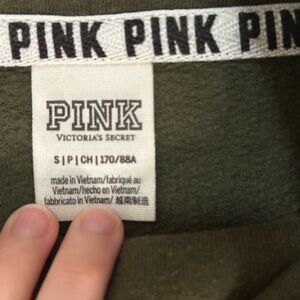 PINK PINK PIN
PINK
VICTORIA'S SECRET
S | P | CH | 170/88A
made in Vietnam/fabriqué au
Vietnam/hecho en Vietnam/
fabbricato in Vietnam/ 越南制造